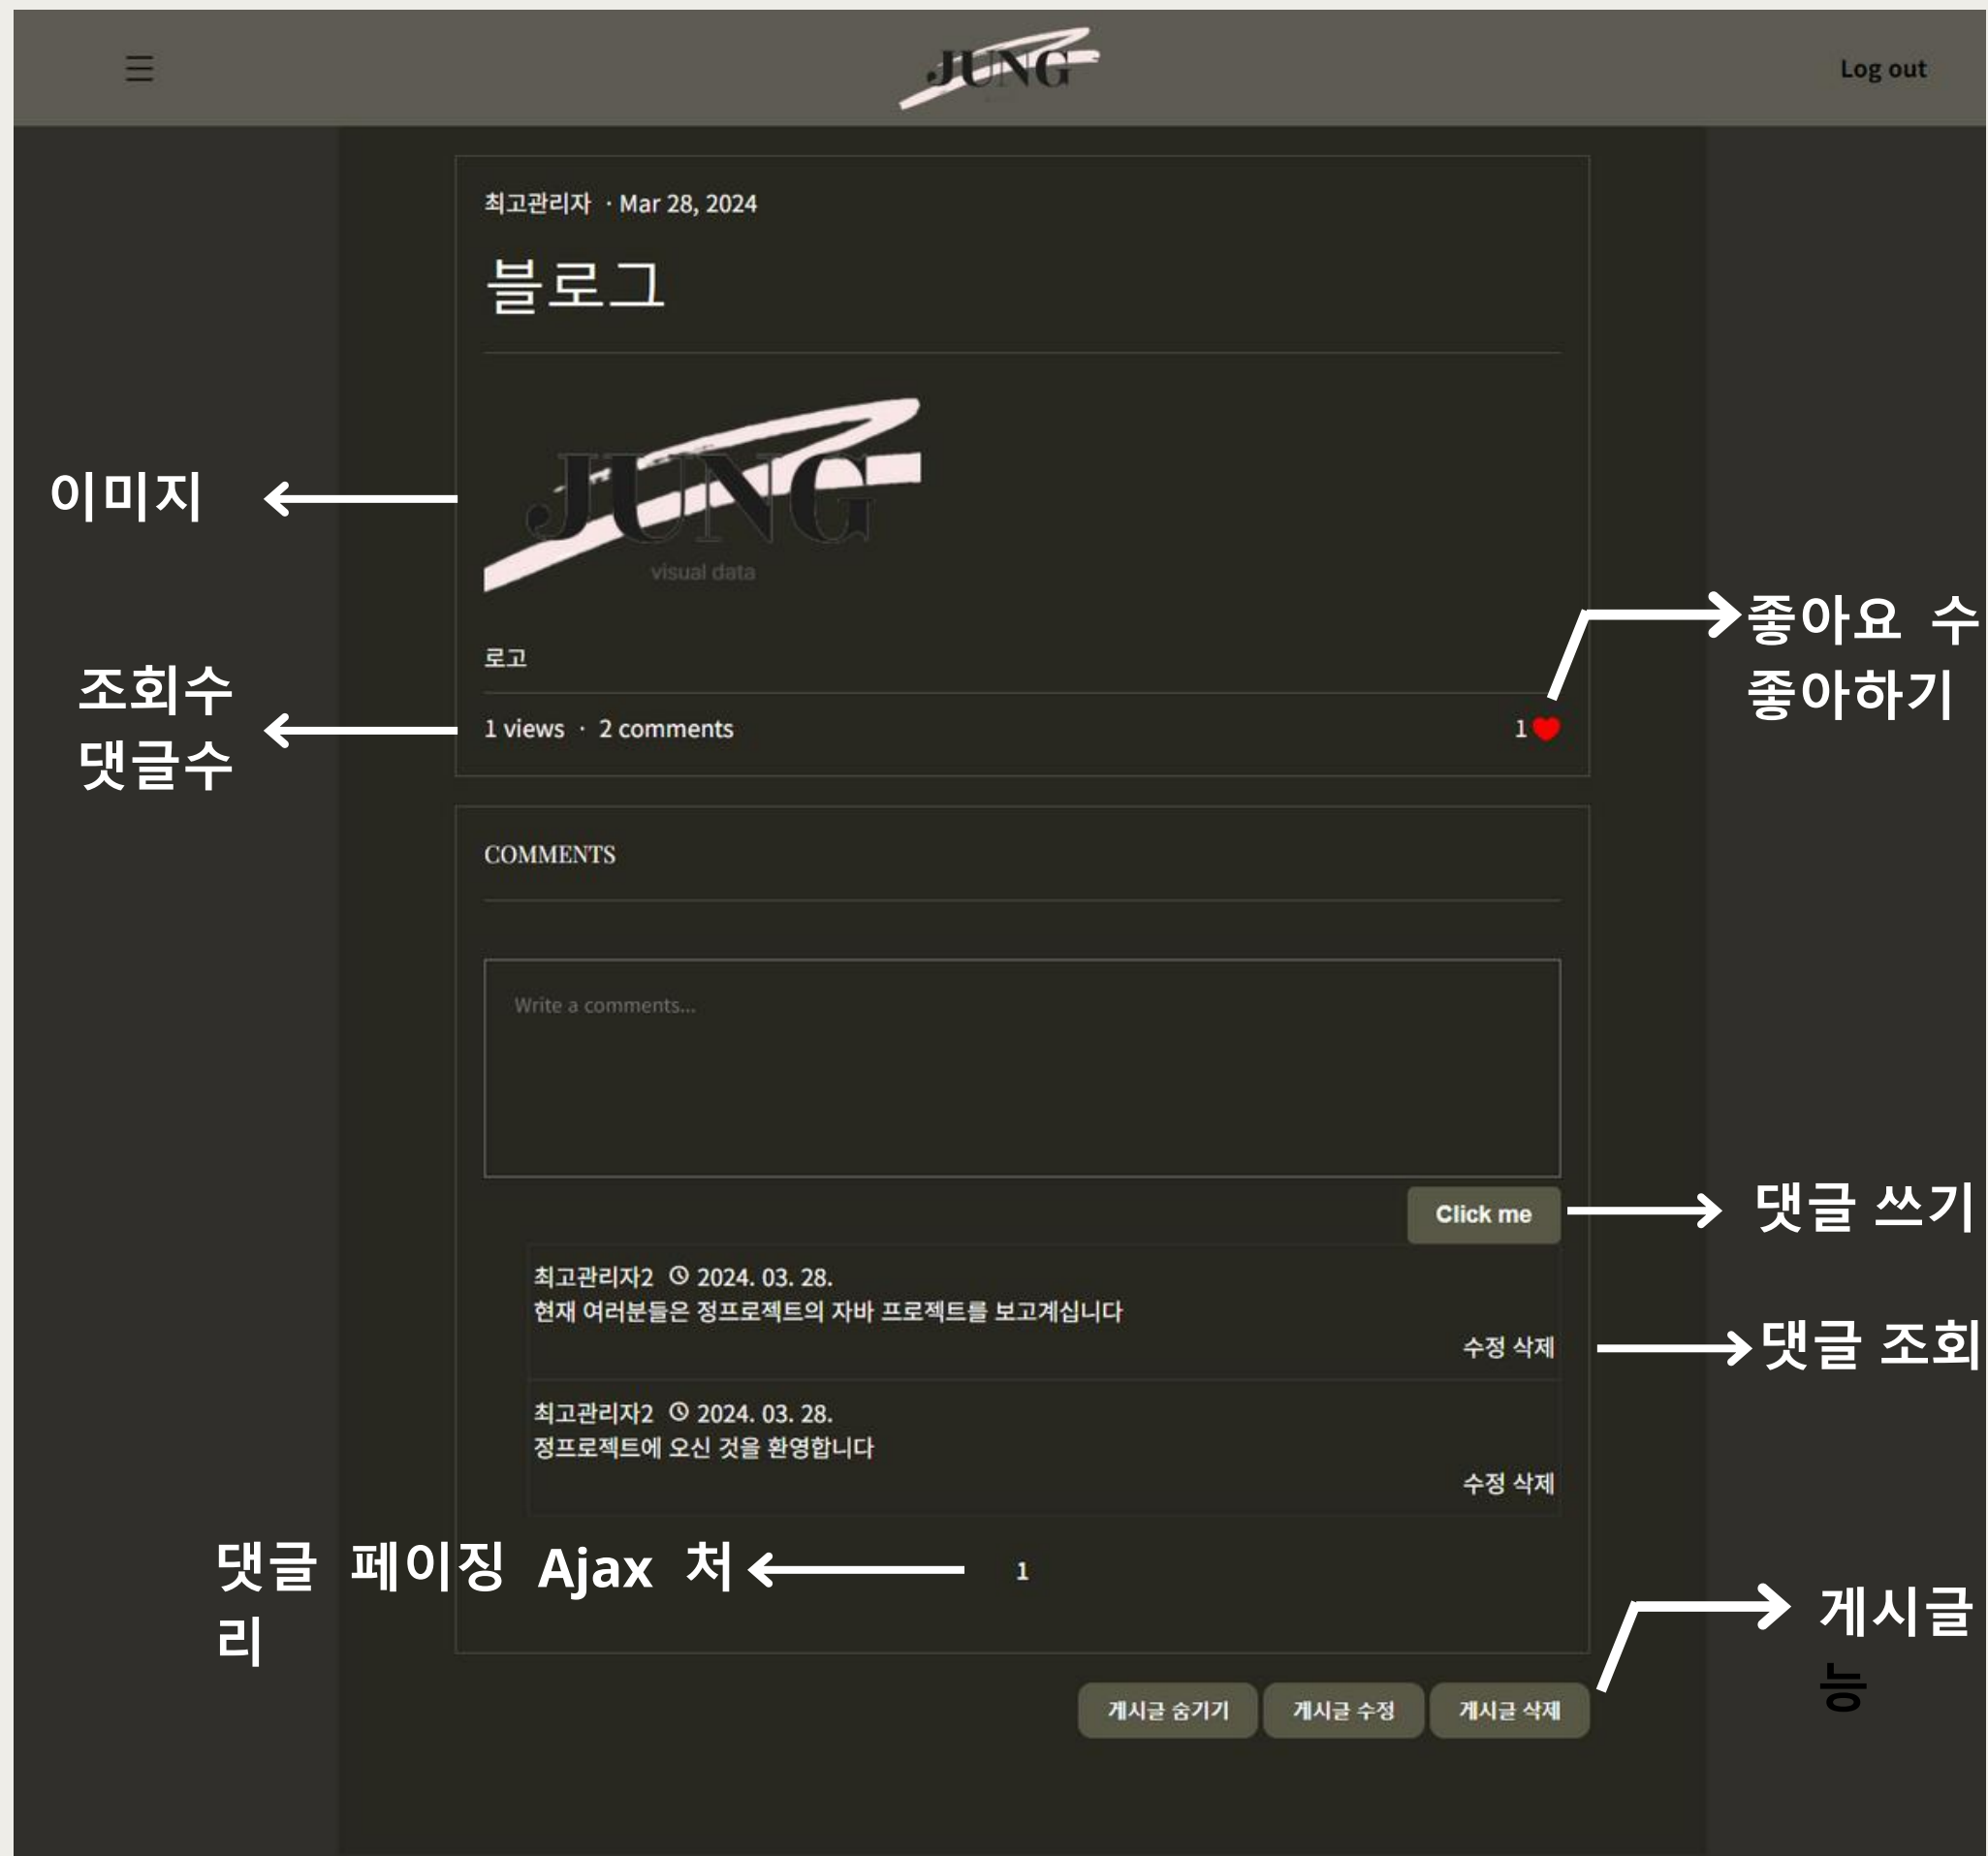 ☰
JUNG
Log out
최고관리자 · Mar 28, 2024
블로그
이미지
JUNG
visual data
좋아요 수
좋아하기
로고
조회수
댓글수
1 views · 2 comments
1
COMMENTS
Write a comments...
Click me
댓글 쓰기
최고관리자2 2024. 03. 28.
현재 여러분들은 정프로젝트의 자바 프로젝트를 보고계십니다
수정 삭제
댓글 조회
최고관리자2 2024. 03. 28.
정프로젝트에 오신 것을 환영합니다
수정 삭제
댓글 페이징 Ajax 처
리
1
게시글
게시글 숨기기
게시글 수정
게시글 삭제